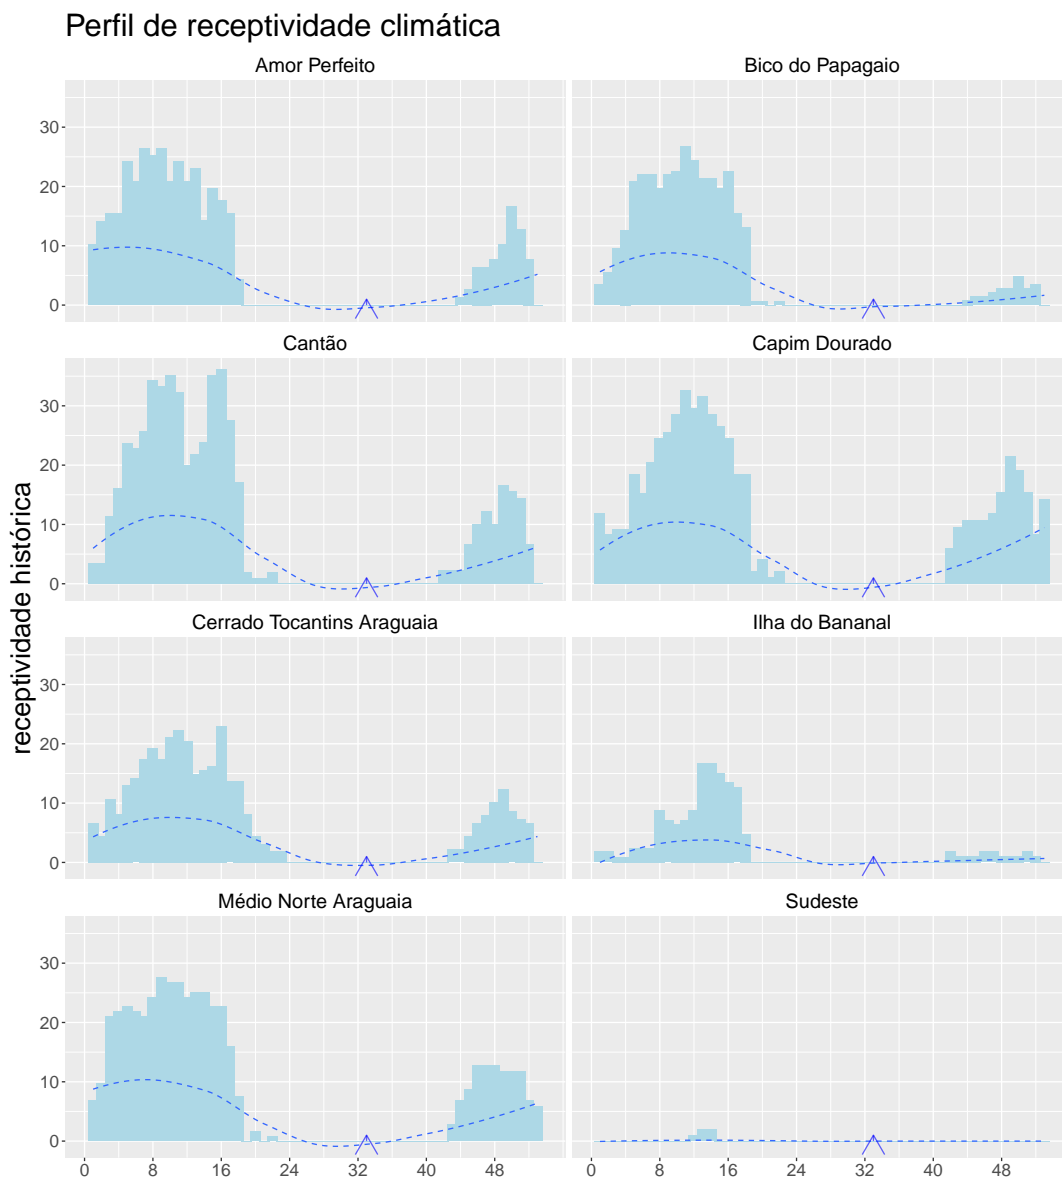 Perfil de receptividade climática
Amor Perfeito
Bico do Papagaio
30
20
10
0
Cantão
Capim Dourado
30
20
10
0
receptividade histórica
Cerrado Tocantins Araguaia
Ilha do Bananal
30
20
10
0
Médio Norte Araguaia
Sudeste
30
20
10
0
0 8 16 24 32 40 48
0 8 16 24 32 40 48